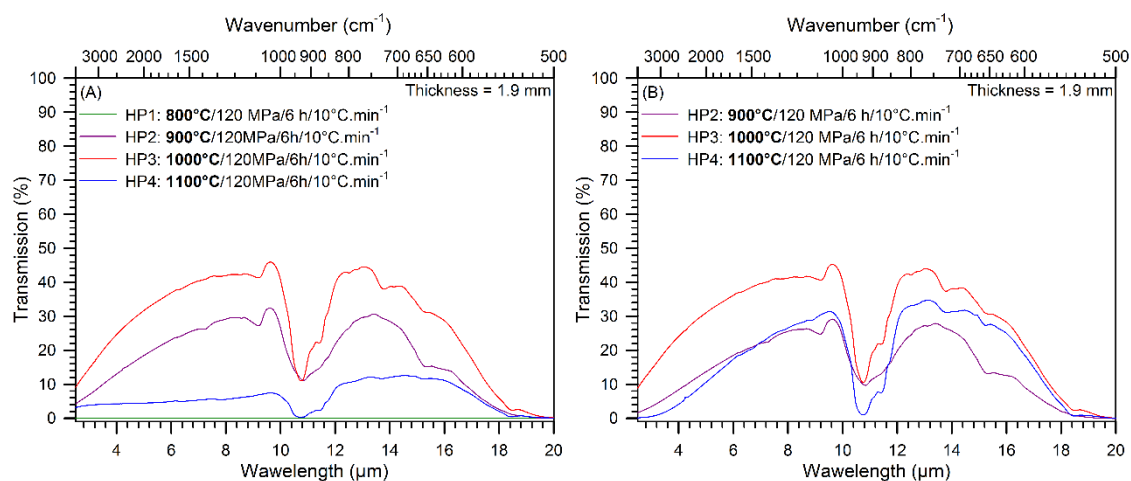 Wavenumber (cm⁻¹)
3000 2000 1500 1000 900 800 700 650 600 500
100
90
80
70
60
50
40
30
20
10
0
Transmission (%)
(A)
Thickness = 1.9 mm
HP1: 800°C/120 MPa/6 h/10°C.min⁻¹
HP2: 900°C/120MPa/6h/10°C.min⁻¹
HP3: 1000°C/120MPa/6h/10°C.min⁻¹
HP4: 1100°C/120MPa/6h/10°C.min⁻¹
4 6 8 10 12 14 16 18 20
Wawelength (µm)
Wavenumber (cm⁻¹)
3000 2000 1500 1000 900 800 700 650 600 500
100
90
80
70
60
50
40
30
20
10
0
Transmission (%)
(B)
Thickness = 1.9 mm
HP2: 900°C/120 MPa/6 h/10°C.min⁻¹
HP3: 1000°C/120 MPa/6 h/10°C.min⁻¹
HP4: 1100°C/120 MPa/6 h/10°C.min⁻¹
4 6 8 10 12 14 16 18 20
Wawelength (µm)